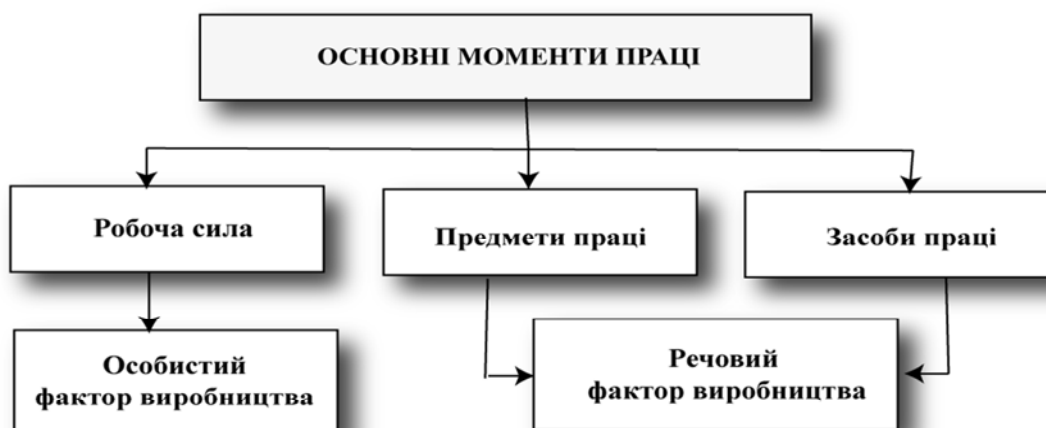 ОСНОВНІ МОМЕНТИ ПРАЦІ
Робоча сила
Предмети праці
Засоби праці
Особистий
фактор виробництва
Речовий
фактор виробництва